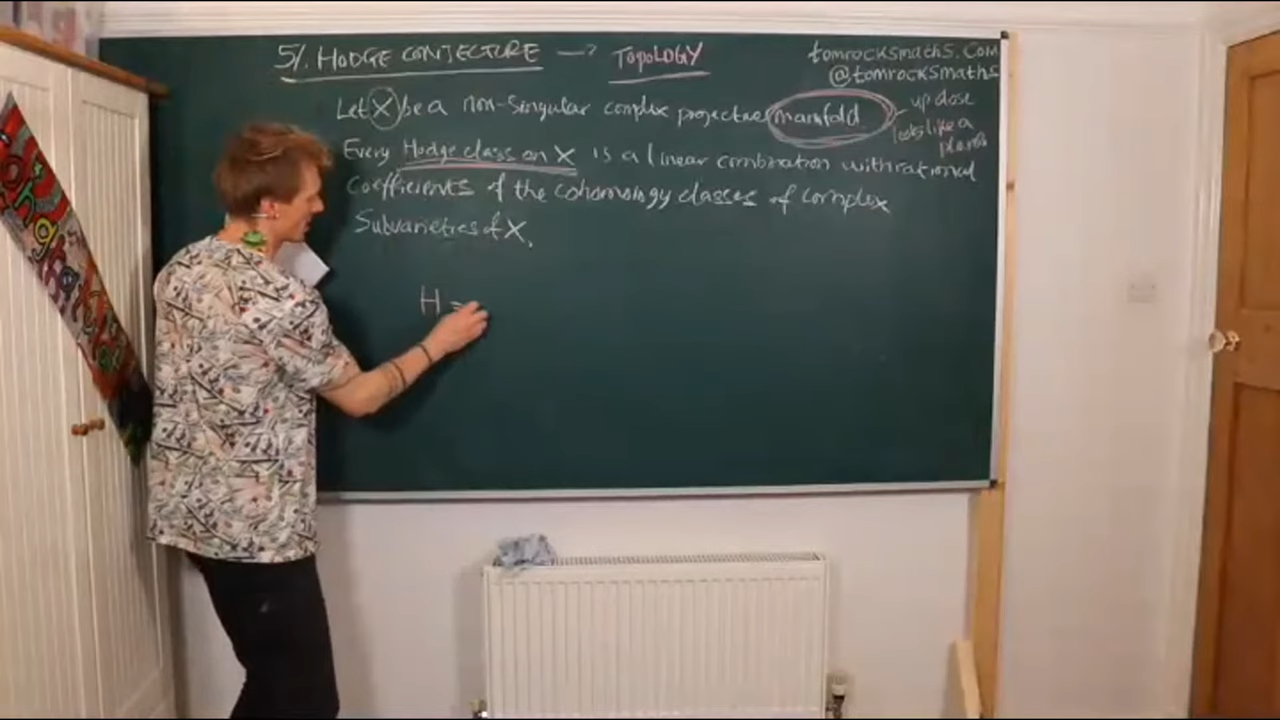 5/. HODGE CONJECTURE → TOPOLOGY
tomrocksmaths.com
@tomrocksmaths
Let X be a non-singular complex projective manifold
up close
looks like a
plane
Every Hodge class on X is a linear combination with rational
coefficients of the cohomology classes of complex
Subvarieties of X.
H =